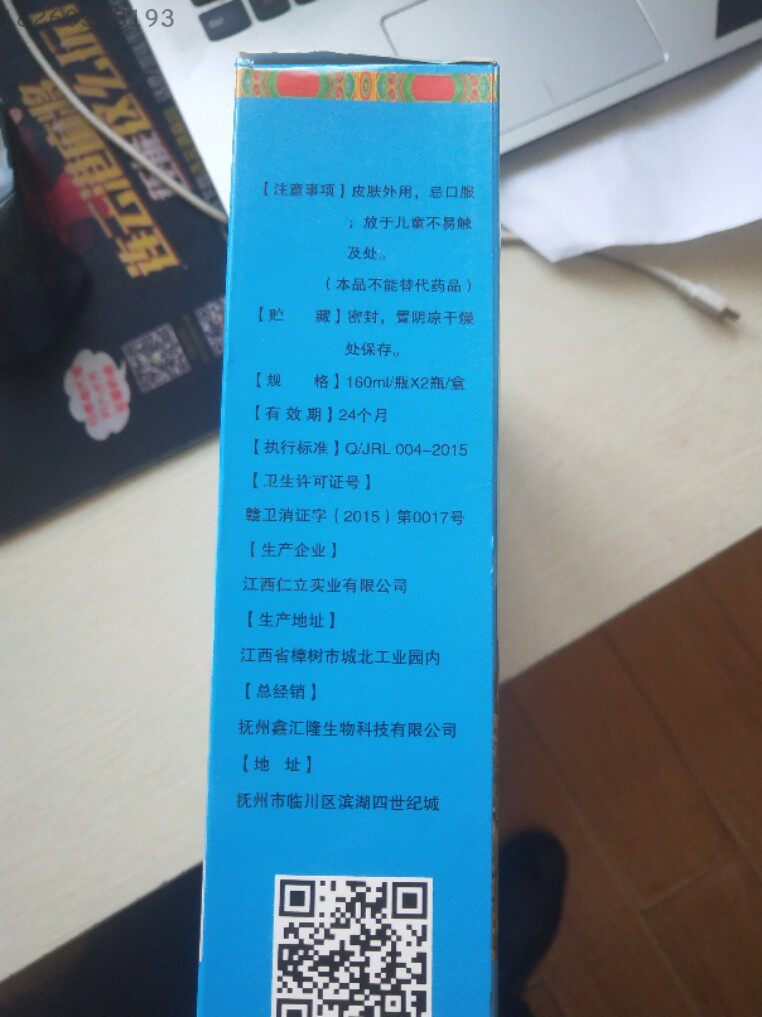 【注意事项】皮肤外用，忌口服
；放于儿童不易触
及处。
（本品不能替代药品）
【贮 藏】密封，置阴凉干燥
处保存。
【规 格】160ml/瓶X2瓶/盒
【有效期】24个月
【执行标准】Q/JRL 004-2015
【卫生许可证号】
赣卫消证字（2015）第0017号
【生产企业】
江西仁立实业有限公司
【生产地址】
江西省樟树市城北工业园内
【总经销】
抚州鑫汇隆生物科技有限公司
【地 址】
抚州市临川区滨湖四世纪城